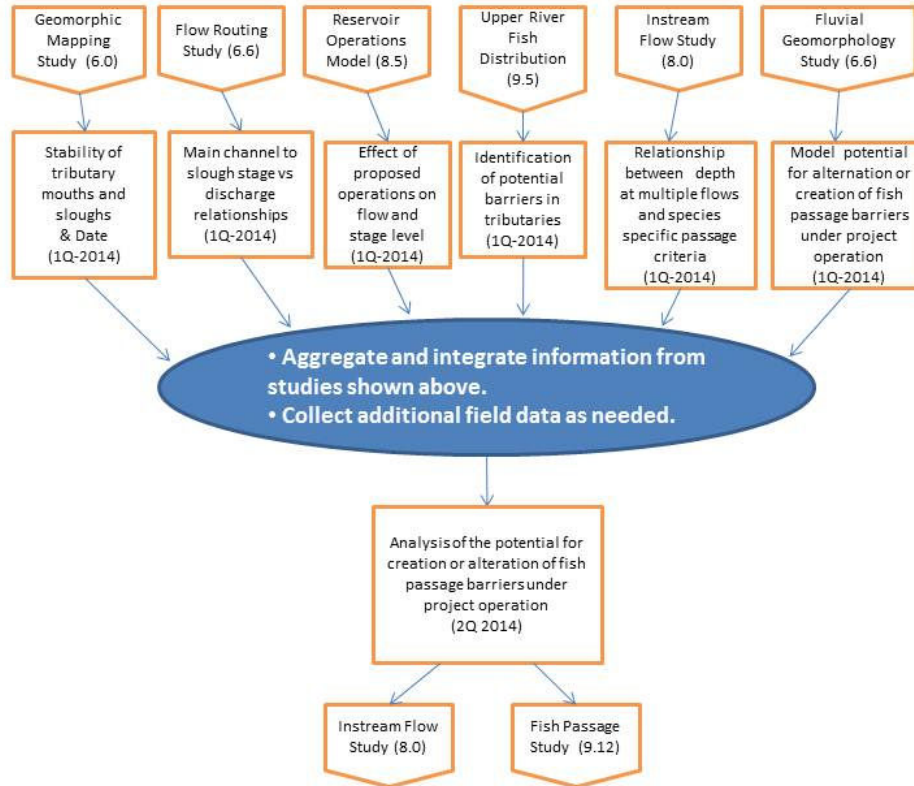 Geomorphic
Mapping
Study (6.0)
Flow Routing
Study (6.6)
Reservoir
Operations
Model (8.5)
Upper River
Fish
Distribution
(9.5)
Instream
Flow Study
(8.0)
Fluvial
Geomorphology
Study (6.6)
Stability of
tributary
mouths and
sloughs
& Date
(1Q-2014)
Main channel to
slough stage vs
discharge
relationships
(1Q-2014)
Effect of
proposed
operations on
flow and
stage level
(1Q-2014)
Identification
of potential
barriers in
tributaries
(1Q-2014)
Relationship
between depth
at multiple flows
and species
specific passage
criteria
(1Q-2014)
Model potential
for alternation or
creation of fish
passage barriers
under project
operation
(1Q-2014)
• Aggregate and integrate information from
studies shown above.
• Collect additional field data as needed.
Analysis of the potential for
creation or alteration of fish
passage barriers under
project operation
(2Q 2014)
Instream Flow
Study (8.0)
Fish Passage
Study (9.12)